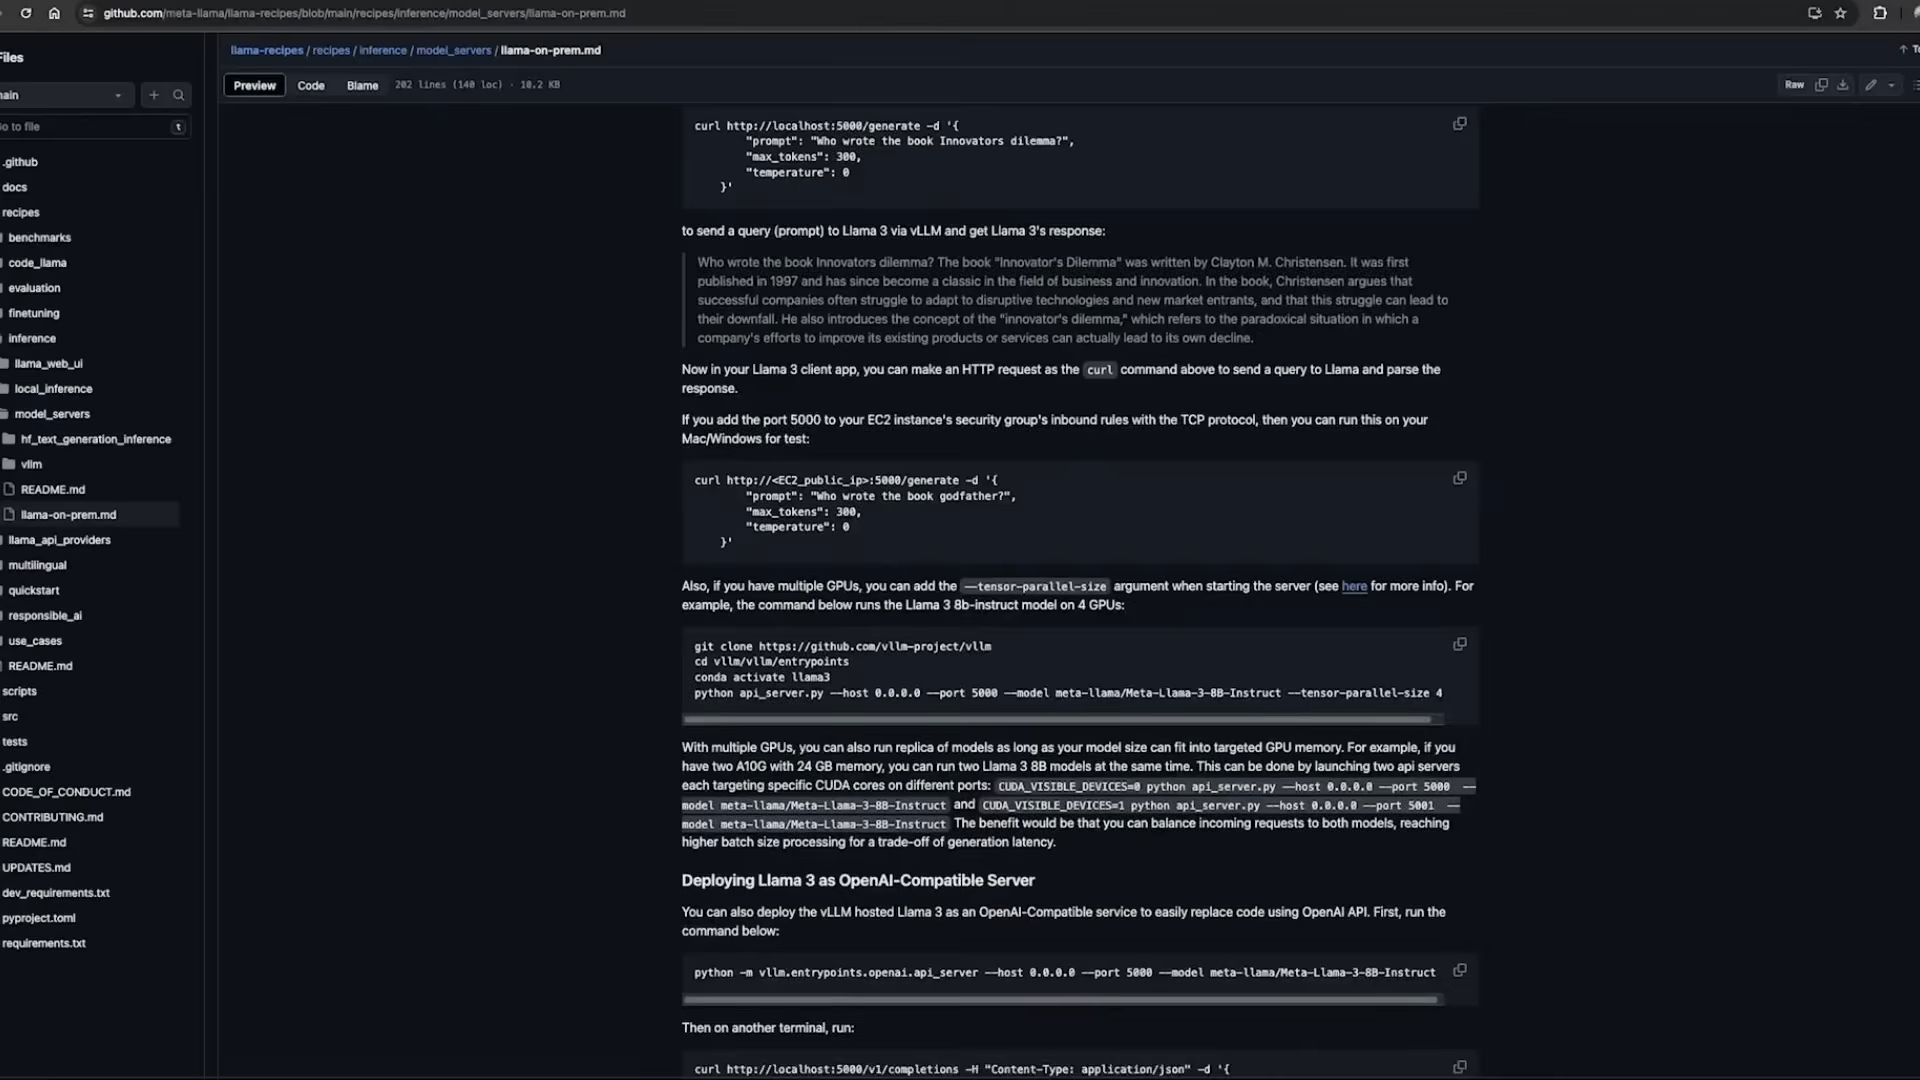 github.com/meta-llama/llama-recipes/blob/main/recipes/inference/model_servers/llama-on-prem.md
Files
llama-recipes / recipes / inference / model_servers / llama-on-prem.md
Preview
Code
Blame
202 lines (140 loc) · 10.2 KB
Raw
ain
o to file
t
.github
docs
recipes
benchmarks
code_llama
evaluation
finetuning
inference
llama_web_ui
local_inference
model_servers
hf_text_generation_inference
vllm
README.md
llama-on-prem.md
llama_api_providers
multilingual
quickstart
responsible_ai
use_cases
README.md
scripts
src
tests
.gitignore
CODE_OF_CONDUCT.md
CONTRIBUTING.md
README.md
UPDATES.md
dev_requirements.txt
pyproject.toml
requirements.txt
curl http://localhost:5000/generate -d '{
"prompt": "Who wrote the book Innovators dilemma?",
"max_tokens": 300,
"temperature": 0
}'
to send a query (prompt) to Llama 3 via vLLM and get Llama 3's response:
Who wrote the book Innovators dilemma? The book "Innovator's Dilemma" was written by Clayton M. Christensen. It was first
published in 1997 and has since become a classic in the field of business and innovation. In the book, Christensen argues that
successful companies often struggle to adapt to disruptive technologies and new market entrants, and that this struggle can lead to
their downfall. He also introduces the concept of the "innovator's dilemma," which refers to the paradoxical situation in which a
company's efforts to improve its existing products or services can actually lead to its own decline.
Now in your Llama 3 client app, you can make an HTTP request as the curl command above to send a query to Llama and parse the
response.
If you add the port 5000 to your EC2 instance's security group's inbound rules with the TCP protocol, then you can run this on your
Mac/Windows for test:
curl http://<EC2_public_ip>:5000/generate -d '{
"prompt": "Who wrote the book godfather?",
"max_tokens": 300,
"temperature": 0
}'
Also, if you have multiple GPUs, you can add the --tensor-parallel-size argument when starting the server (see here for more info). For
example, the command below runs the Llama 3 8b-instruct model on 4 GPUs:
git clone https://github.com/vllm-project/vllm
cd vllm/vllm/entrypoints
conda activate llama3
python api_server.py --host 0.0.0.0 --port 5000 --model meta-llama/Meta-Llama-3-8B-Instruct --tensor-parallel-size 4
With multiple GPUs, you can also run replica of models as long as your model size can fit into targeted GPU memory. For example, if you
have two A10G with 24 GB memory, you can run two Llama 3 8B models at the same time. This can be done by launching two api servers
each targeting specific CUDA cores on different ports: CUDA_VISIBLE_DEVICES=0 python api_server.py --host 0.0.0.0 --port 5000 --
model meta-llama/Meta-Llama-3-8B-Instruct and CUDA_VISIBLE_DEVICES=1 python api_server.py --host 0.0.0.0 --port 5001 --
model meta-llama/Meta-Llama-3-8B-Instruct The benefit would be that you can balance incoming requests to both models, reaching
higher batch size processing for a trade-off of generation latency.
Deploying Llama 3 as OpenAI-Compatible Server
You can also deploy the vLLM hosted Llama 3 as an OpenAI-Compatible service to easily replace code using OpenAI API. First, run the
command below:
python -m vllm.entrypoints.openai.api_server --host 0.0.0.0 --port 5000 --model meta-llama/Meta-Llama-3-8B-Instruct
Then on another terminal, run:
curl http://localhost:5000/v1/completions -H "Content-Type: application/json" -d '{